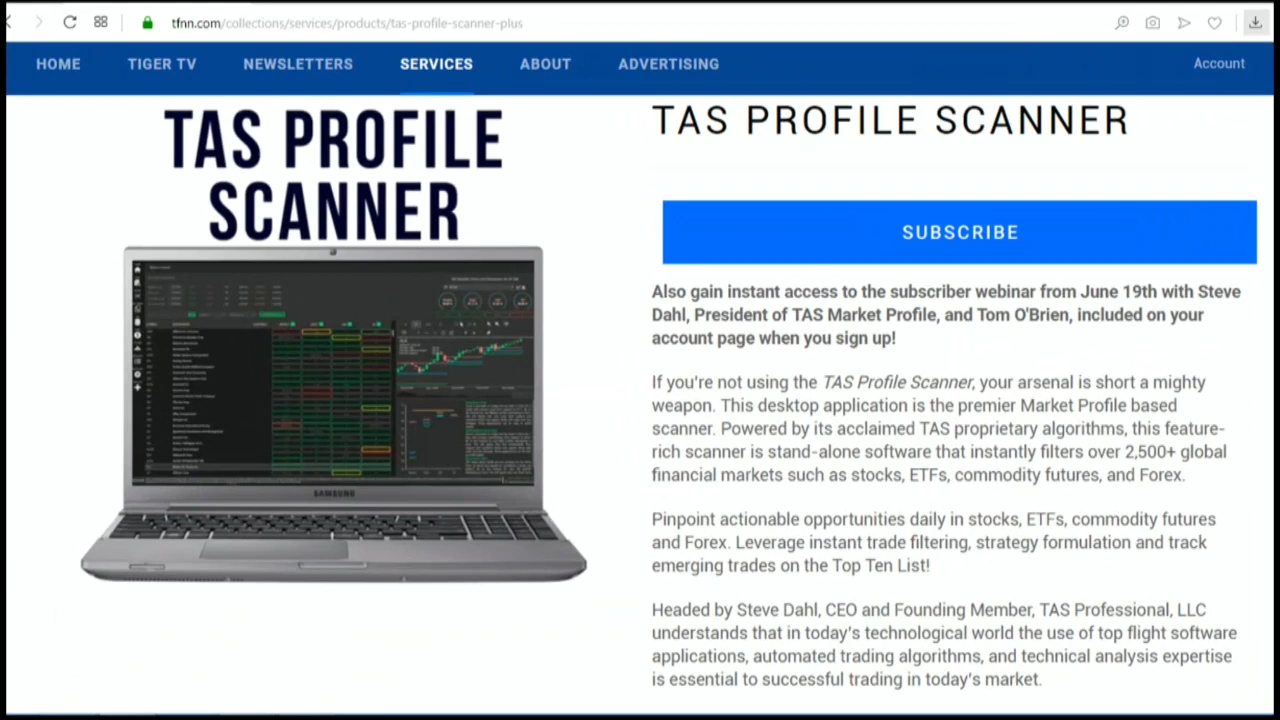 tfnn.com/collections/services/products/tas-profile-scanner-plus
HOME TIGER TV NEWSLETTERS SERVICES ABOUT ADVERTISING Account
TAS PROFILE
SCANNER
SAMSUNG
TAS PROFILE SCANNER
SUBSCRIBE
Also gain instant access to the subscriber webinar from June 19th with Steve
Dahl, President of TAS Market Profile, and Tom O'Brien, included on your
account page when you sign up!
If you're not using the TAS Profile Scanner, your arsenal is short a mighty
weapon. This desktop application is the premier Market Profile based
scanner. Powered by its acclaimed TAS proprietary algorithms, this feature-
rich scanner is stand-alone software that instantly filters over 2,500+ global
financial markets such as stocks, ETFs, commodity futures, and Forex.
Pinpoint actionable opportunities daily in stocks, ETFs, commodity futures
and Forex. Leverage instant trade filtering, strategy formulation and track
emerging trades on the Top Ten List!
Headed by Steve Dahl, CEO and Founding Member, TAS Professional, LLC
understands that in today's technological world the use of top flight software
applications, automated trading algorithms, and technical analysis expertise
is essential to successful trading in today's market.